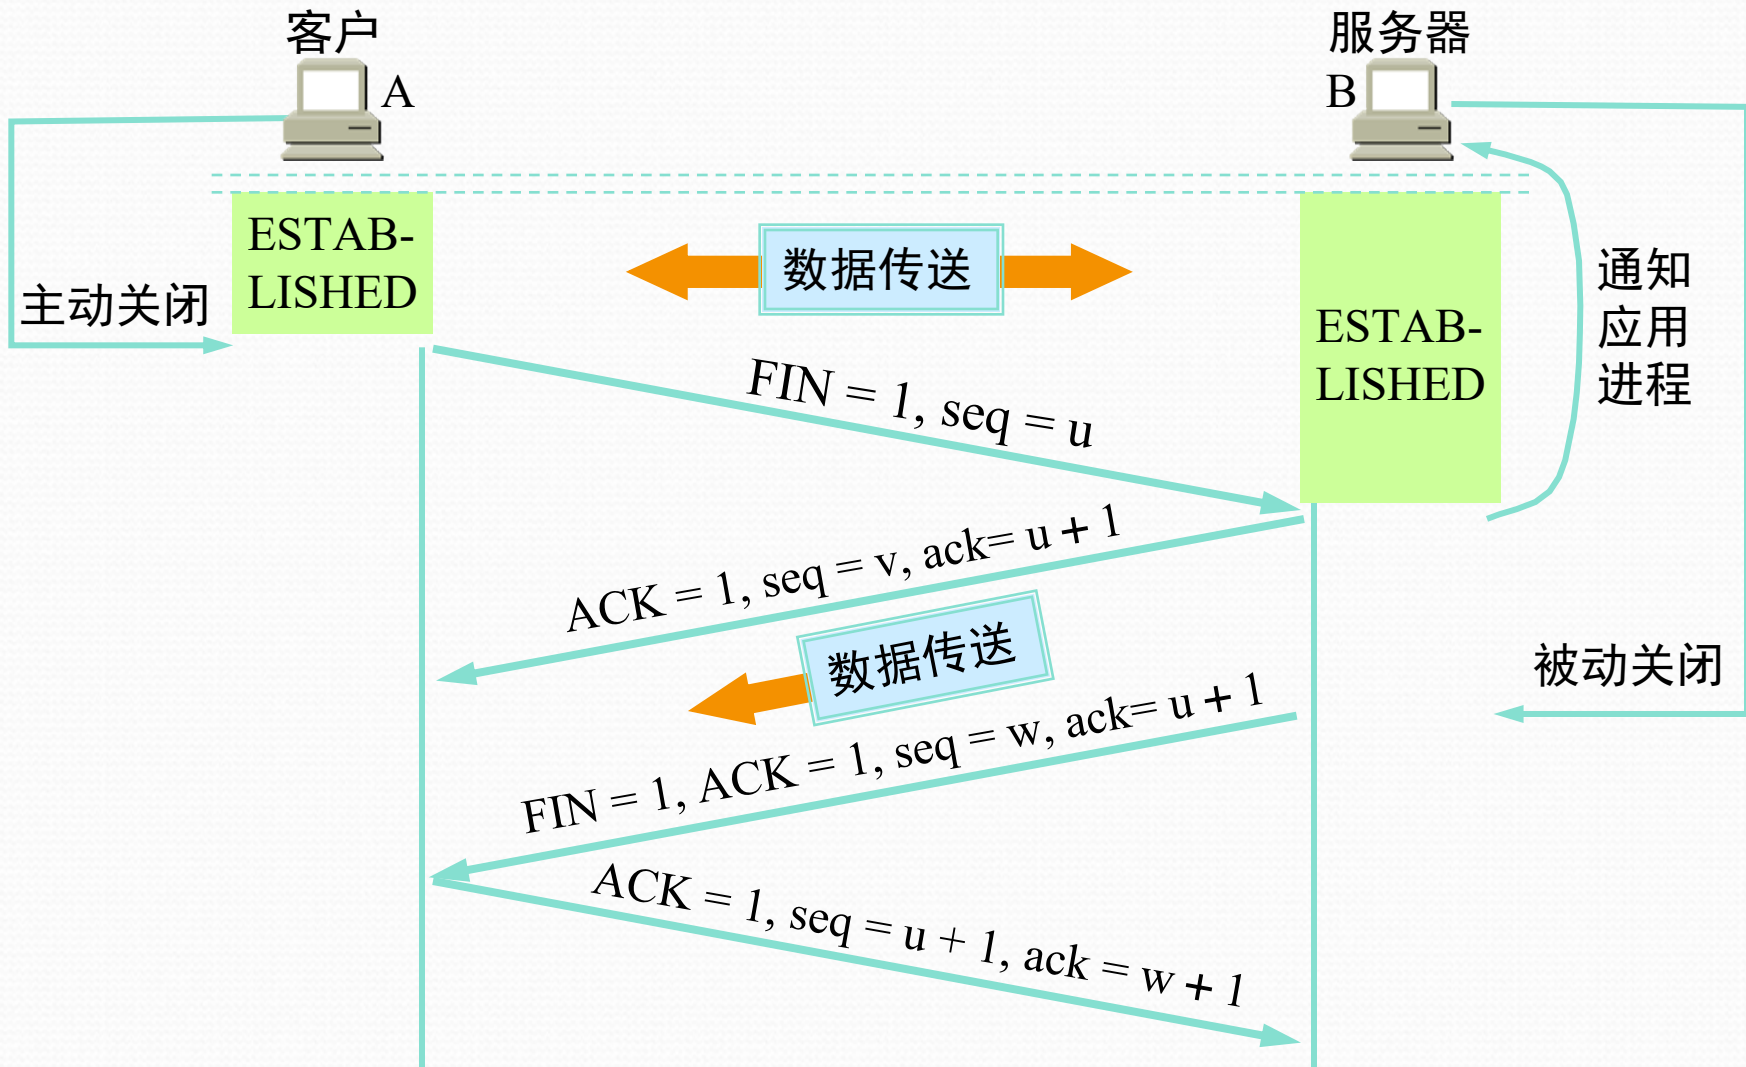 客户
服务器
A
B
ESTAB-
LISHED
数据传送
通知
应用
进程
主动关闭
ESTAB-
LISHED
FIN = 1, seq = u
ACK = 1, seq = v, ack= u + 1
数据传送
被动关闭
FIN = 1, ACK = 1, seq = w, ack= u + 1
ACK = 1, seq = u + 1, ack = w + 1